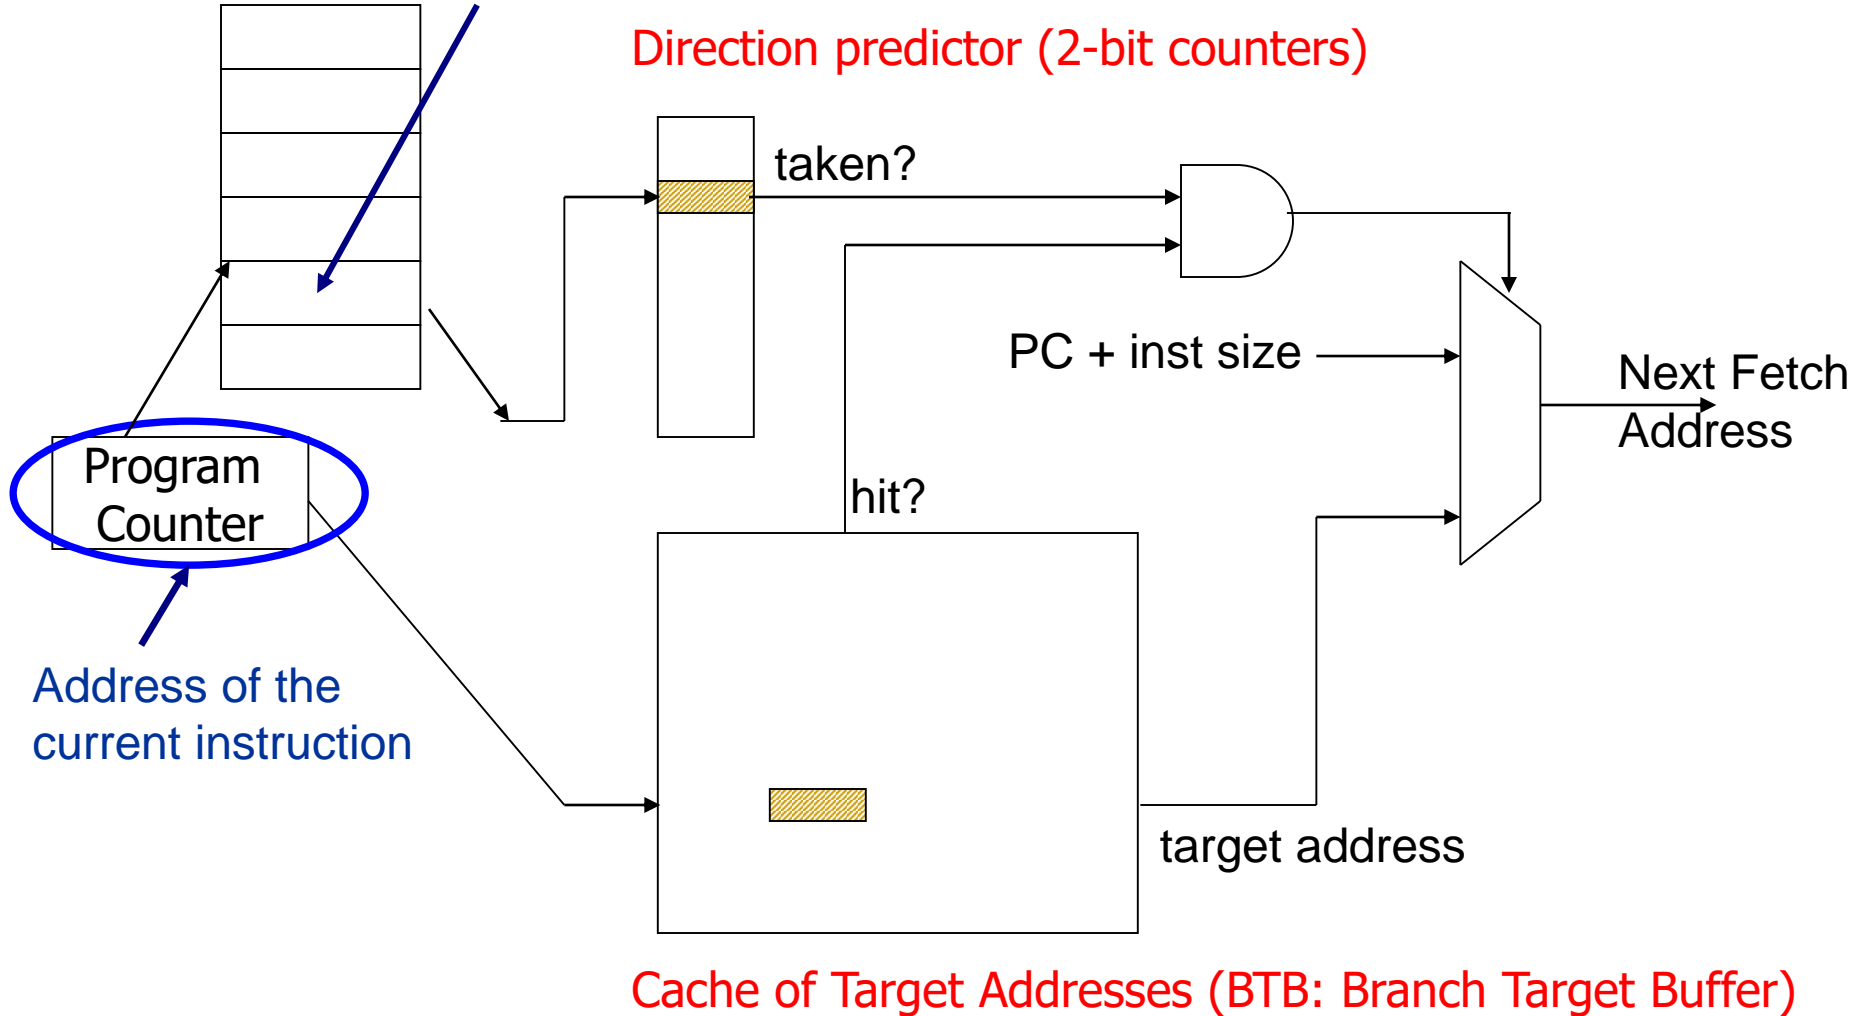 Direction predictor (2-bit counters)
taken?
PC + inst size
Next Fetch
Address
Program
Counter
hit?
Address of the
current instruction
target address
Cache of Target Addresses (BTB: Branch Target Buffer)